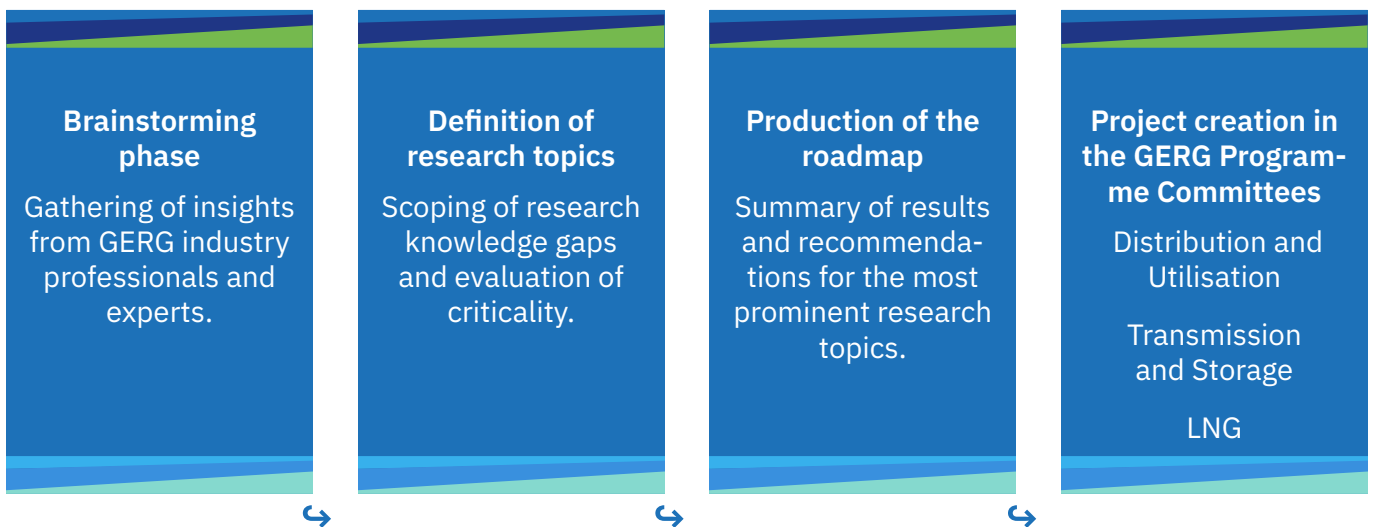 Brainstorming
phase
Gathering of insights
from GERG industry
professionals and
experts.
Definition of
research topics
Scoping of research
knowledge gaps
and evaluation of
criticality.
Production of the
roadmap
Summary of results
and recommenda-
tions for the most
prominent research
topics.
Project creation in
the GERG Program-
me Committees
Distribution and
Utilisation
Transmission
and Storage
LNG